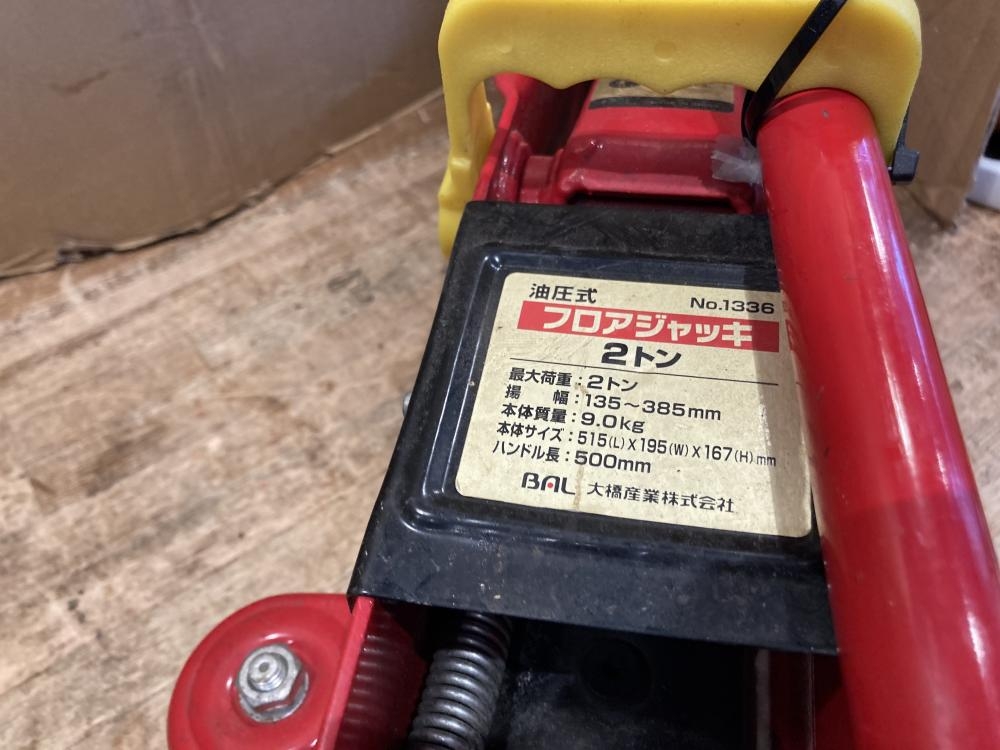 油圧式 No.1336
フロアジャッキ
2トン
最大荷重：2トン
揚　幅：135～385mm
本体質量：9.0kg
本体サイズ：515(L)X195(W)X167(H)mm
ハンドル長：500mm
BAL 大橋産業株式会社